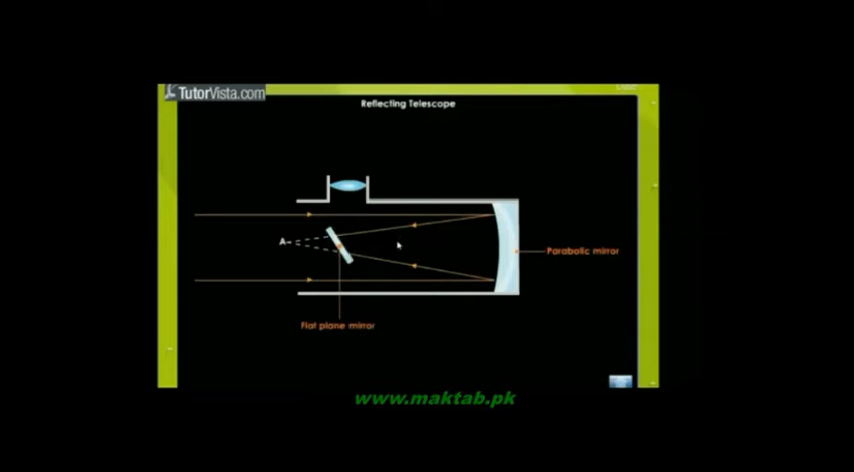 TutorVista.com
Reflecting Telescope
A
Parabolic mirror
Flat plane mirror
www.maktab.pk